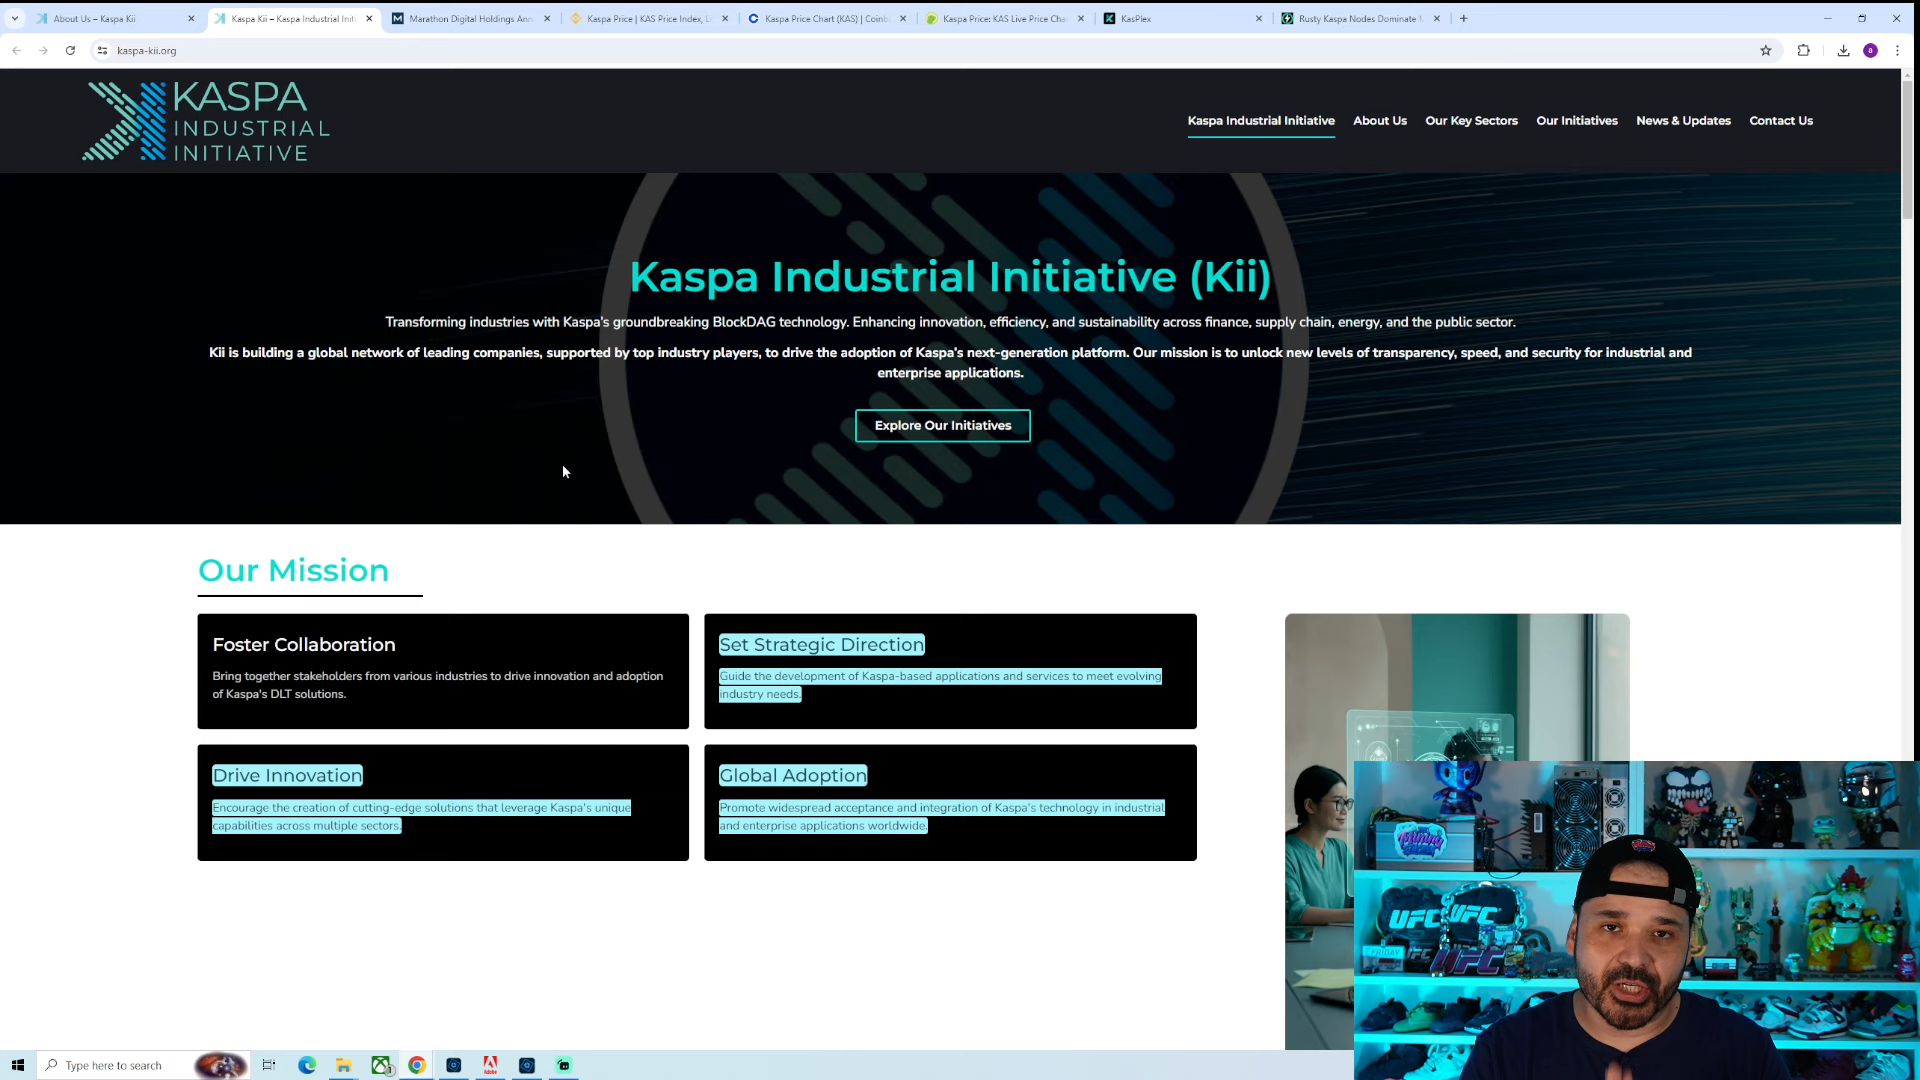 About Us – Kaspa Kii
Kaspa Kii – Kaspa Industrial Init
Marathon Digital Holdings Ann
Kaspa Price | KAS Price Index, L
Kaspa Price Chart (KAS) | Coinb
Kaspa Price: KAS Live Price Cha
KasPlex
Rusty Kaspa Nodes Dominate
kaspa-kii.org
a
KASPA
INDUSTRIAL
INITIATIVE
Kaspa Industrial Initiative
About Us
Our Key Sectors
Our Initiatives
News & Updates
Contact Us
Kaspa Industrial Initiative (Kii)
Transforming industries with Kaspa's groundbreaking BlockDAG technology. Enhancing innovation, efficiency, and sustainability across finance, supply chain, energy, and the public sector.
Kii is building a global network of leading companies, supported by top industry players, to drive the adoption of Kaspa's next-generation platform. Our mission is to unlock new levels of transparency, speed, and security for industrial and
enterprise applications.
Explore Our Initiatives
Our Mission
Foster Collaboration
Bring together stakeholders from various industries to drive innovation and adoption
of Kaspa's DLT solutions.
Set Strategic Direction
Guide the development of Kaspa-based applications and services to meet evolving
industry needs.
Drive Innovation
Encourage the creation of cutting-edge solutions that leverage Kaspa's unique
capabilities across multiple sectors.
Global Adoption
Promote widespread acceptance and integration of Kaspa's technology in industrial
and enterprise applications worldwide.
UFC
UFC
UFC
FRIDAY
Type here to search